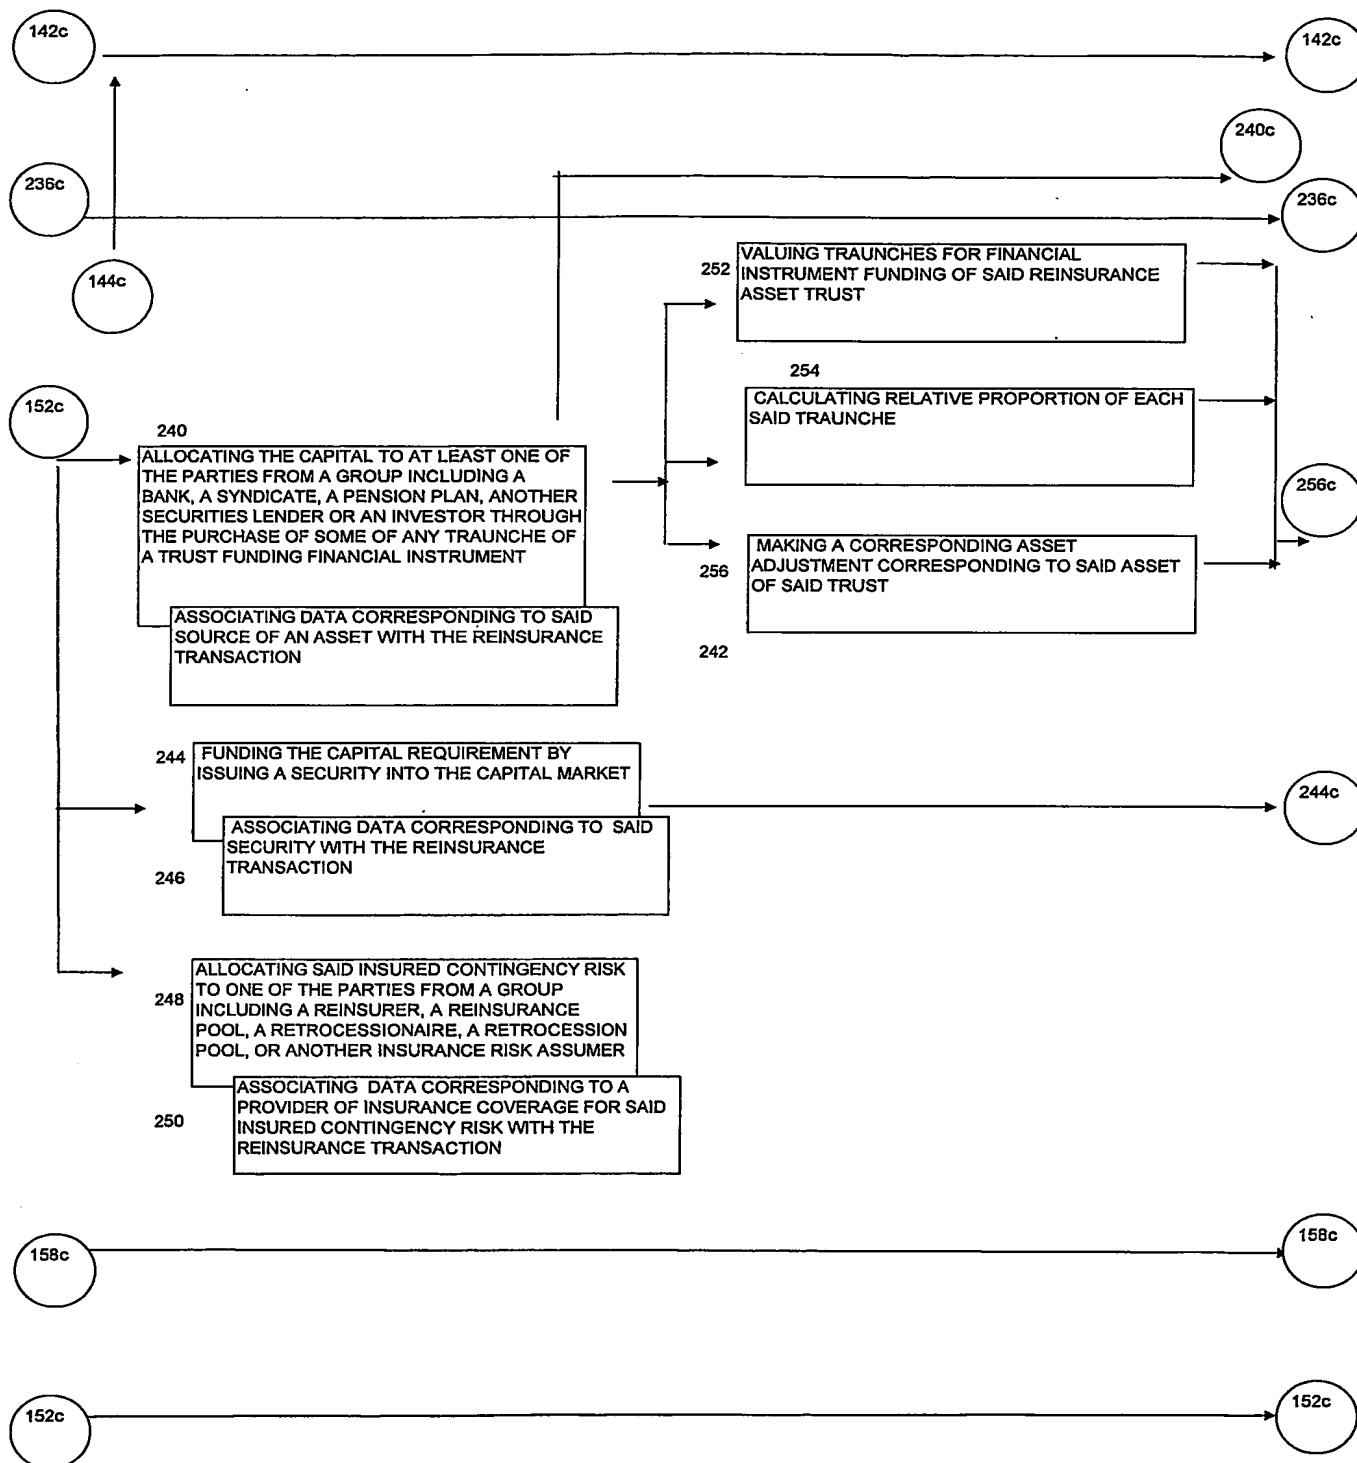 142c
142c
240c
236c
236c
144c
252
VALUING TRAUNCHES FOR FINANCIAL
INSTRUMENT FUNDING OF SAID REINSURANCE
ASSET TRUST
254
CALCULATING RELATIVE PROPORTION OF EACH
SAID TRAUNCHE
152c
240
ALLOCATING THE CAPITAL TO AT LEAST ONE OF
THE PARTIES FROM A GROUP INCLUDING A
BANK, A SYNDICATE, A PENSION PLAN, ANOTHER
SECURITIES LENDER OR AN INVESTOR THROUGH
THE PURCHASE OF SOME OF ANY TRAUNCHE OF
A TRUST FUNDING FINANCIAL INSTRUMENT
256c
256
MAKING A CORRESPONDING ASSET
ADJUSTMENT CORRESPONDING TO SAID ASSET
OF SAID TRUST
ASSOCIATING DATA CORRESPONDING TO SAID
SOURCE OF AN ASSET WITH THE REINSURANCE
TRANSACTION
242
244
FUNDING THE CAPITAL REQUIREMENT BY
ISSUING A SECURITY INTO THE CAPITAL MARKET
244c
ASSOCIATING DATA CORRESPONDING TO SAID
SECURITY WITH THE REINSURANCE
TRANSACTION
246
248
ALLOCATING SAID INSURED CONTINGENCY RISK
TO ONE OF THE PARTIES FROM A GROUP
INCLUDING A REINSURER, A REINSURANCE
POOL, A RETROCESSIONAIRE, A RETROCESSION
POOL, OR ANOTHER INSURANCE RISK ASSUMER
250
ASSOCIATING DATA CORRESPONDING TO A
PROVIDER OF INSURANCE COVERAGE FOR SAID
INSURED CONTINGENCY RISK WITH THE
REINSURANCE TRANSACTION
158c
158c
152c
152c